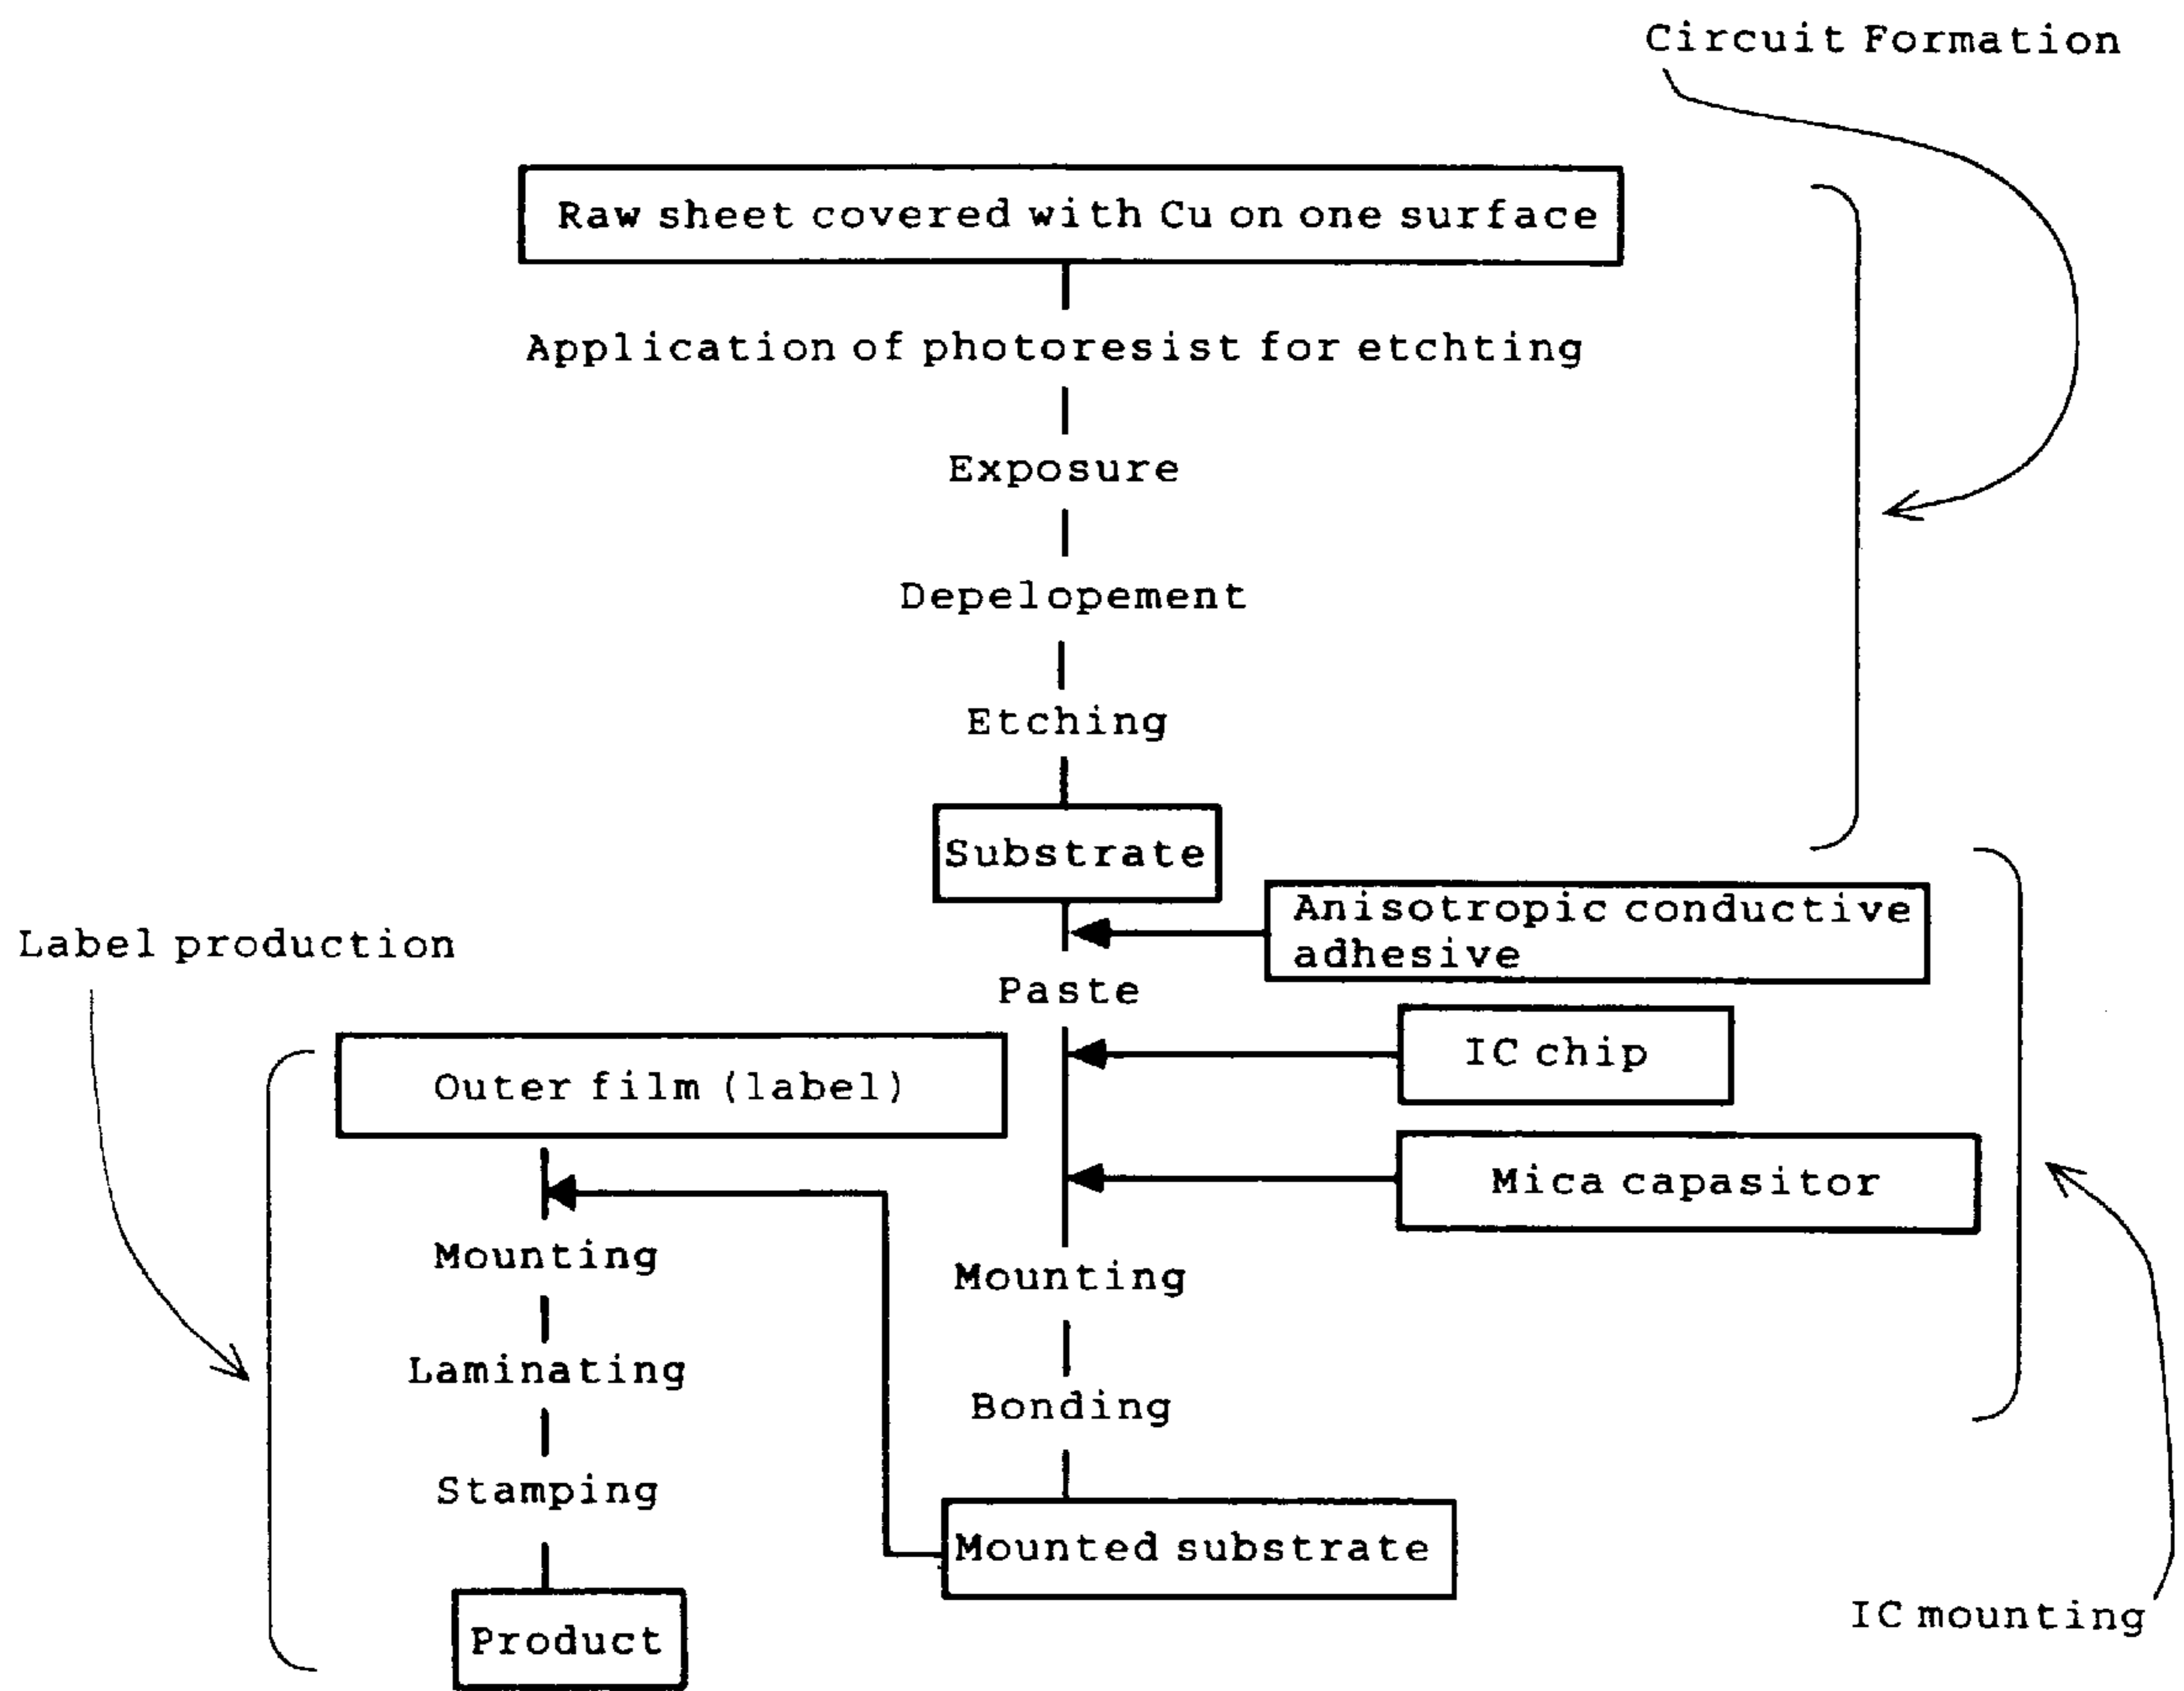 Circuit Formation
Raw sheet covered with Cu on one surface
Application of photoresist for etchting
Exposure
Depelopement
Etching
Substrate
Anisotropic conductive
adhesive
Label production
Paste
IC chip
Outer film (label)
Mica capasitor
Mounting
Mounting
Laminating
Bonding
Stamping
Mounted substrate
IC mounting
Product